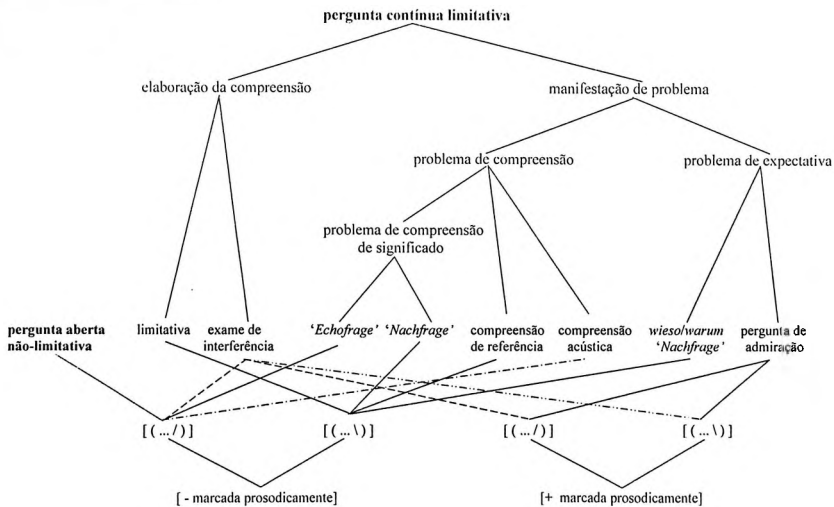 pergunta contínua limitativa
elaboração da compreensão
manifestação de problema
problema de compreensão
problema de expectativa
problema de compreensão
de significado
pergunta aberta
não-limitativa
limitativa
exame de
interferência
‘Echofrage’
‘Nachfrage’
compreensão
de referência
compreensão
acústica
wieso/warum
‘Nachfrage’
pergunta de
admiração
[ ( ... / ) ]
[ ( ... \ ) ]
[ ( ... / ) ]
[ ( ... \ ) ]
[ - marcada prosodicamente]
[+ marcada prosodicamente]